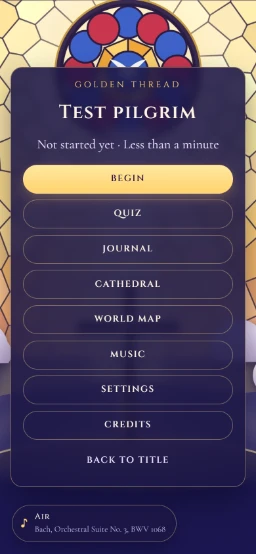 GOLDEN THREAD
Test pilgrim
Not started yet · Less than a minute
BEGIN
QUIZ
JOURNAL
CATHEDRAL
WORLD MAP
MUSIC
SETTINGS
CREDITS
BACK TO TITLE
Air
Bach, Orchestral Suite No. 3, BWV 1068